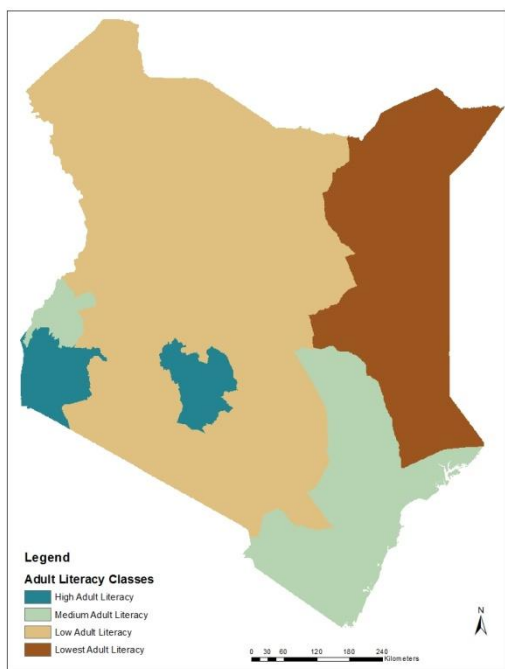 Legend
Adult Literacy Classes
High Adult Literacy
Medium Adult Literacy
Low Adult Literacy
Lowest Adult Literacy
N
0 30 60 120 180 240
Kilometers